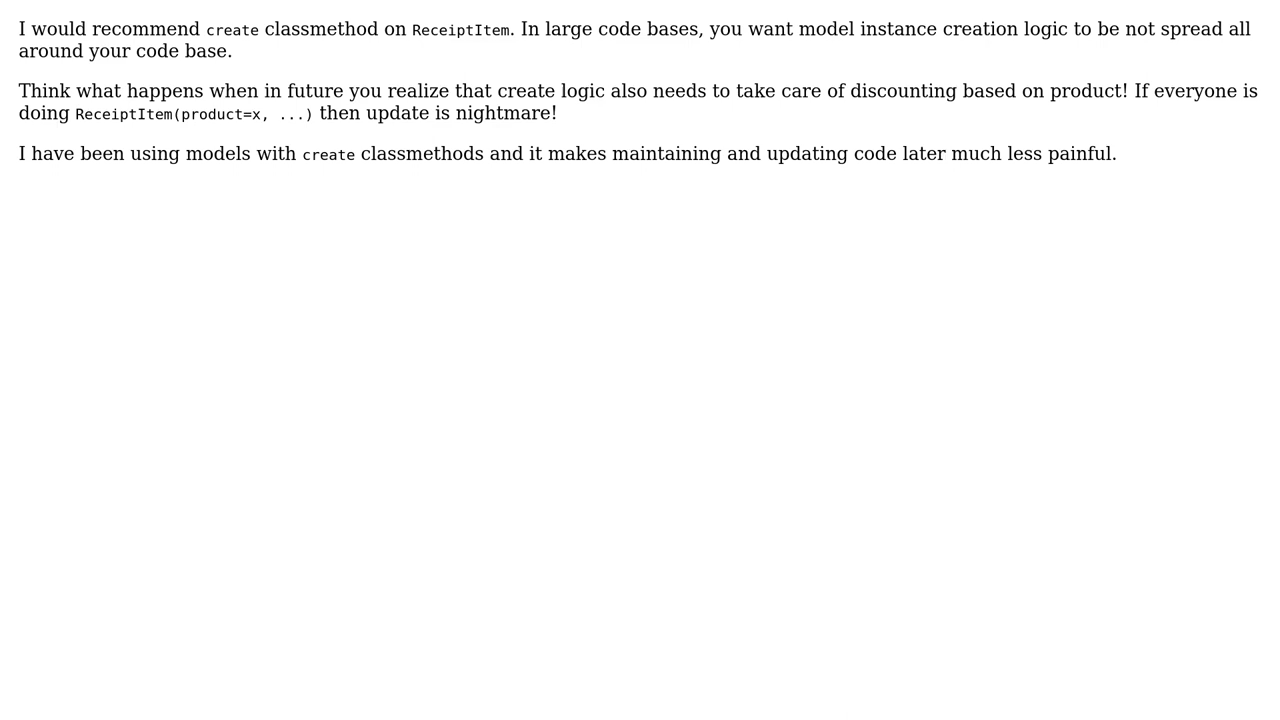 I would recommend create classmethod on ReceiptItem. In large code bases, you want model instance creation logic to be not spread all
around your code base.
Think what happens when in future you realize that create logic also needs to take care of discounting based on product! If everyone is
doing ReceiptItem(product=x, ...) then update is nightmare!
I have been using models with create classmethods and it makes maintaining and updating code later much less painful.